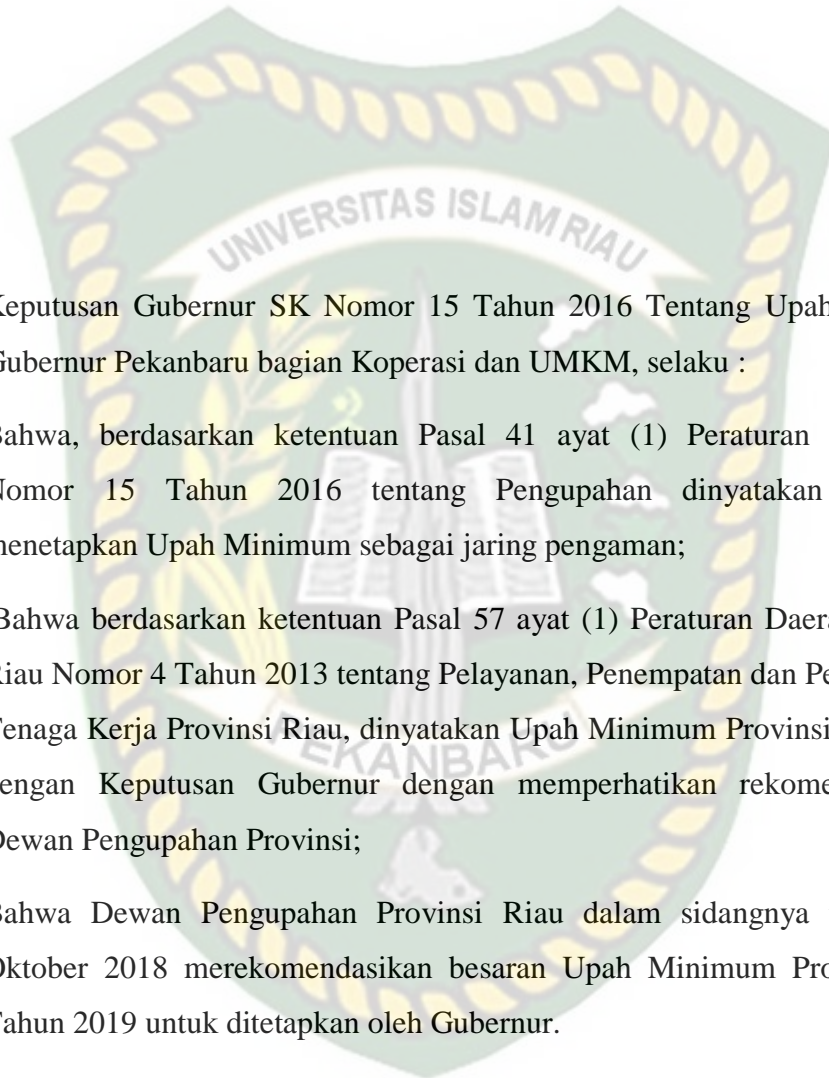 UNIVERSITAS ISLAM RIAU
Keputusan Gubernur SK Nomor 15 Tahun 2016 Tentang Upah
Gubernur Pekanbaru bagian Koperasi dan UMKM, selaku :
Bahwa, berdasarkan ketentuan Pasal 41 ayat (1) Peraturan
Nomor 15 Tahun 2016 tentang Pengupahan dinyatakan
menetapkan Upah Minimum sebagai jaring pengaman;
Bahwa berdasarkan ketentuan Pasal 57 ayat (1) Peraturan Daera
Riau Nomor 4 Tahun 2013 tentang Pelayanan, Penempatan dan Pe
Tenaga Kerja Provinsi Riau, dinyatakan Upah Minimum Provinsi
PEKANBARU
dengan Keputusan Gubernur dengan memperhatikan rekome
Dewan Pengupahan Provinsi;
Bahwa Dewan Pengupahan Provinsi Riau dalam sidangnya
Oktober 2018 merekomendasikan besaran Upah Minimum Pro
Tahun 2019 untuk ditetapkan oleh Gubernur.